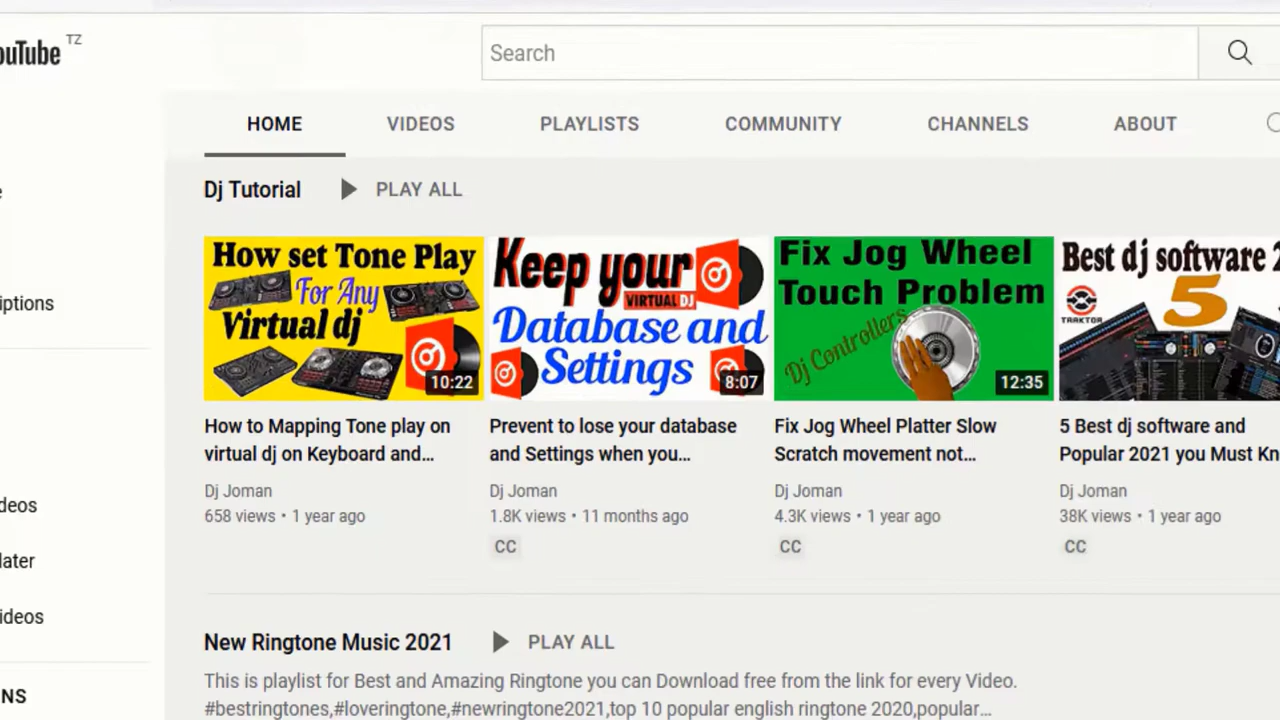 ouTube TZ
Search
HOME VIDEOS PLAYLISTS COMMUNITY CHANNELS ABOUT
Dj Tutorial PLAY ALL
How set Tone Play
For Any
Virtual dj
10:22
Keep your
VIRTUAL DJ
Database and
Settings
8:07
Fix Jog Wheel
Touch Problem
Dj Controllers
12:35
Best dj software 2
5
TRAKTOR
How to Mapping Tone play on
virtual dj on Keyboard and...
Dj Joman
658 views • 1 year ago
Prevent to lose your database
and Settings when you...
Dj Joman
1.8K views • 11 months ago
CC
Fix Jog Wheel Platter Slow
Scratch movement not...
Dj Joman
4.3K views • 1 year ago
CC
5 Best dj software and
Popular 2021 you Must Kn
Dj Joman
38K views • 1 year ago
CC
e
iptions
deos
later
ideos
NS
New Ringtone Music 2021 PLAY ALL
This is playlist for Best and Amazing Ringtone you can Download free from the link for every Video.
#bestringtones,#loveringtone,#newringtone2021,top 10 popular english ringtone 2020,popular...